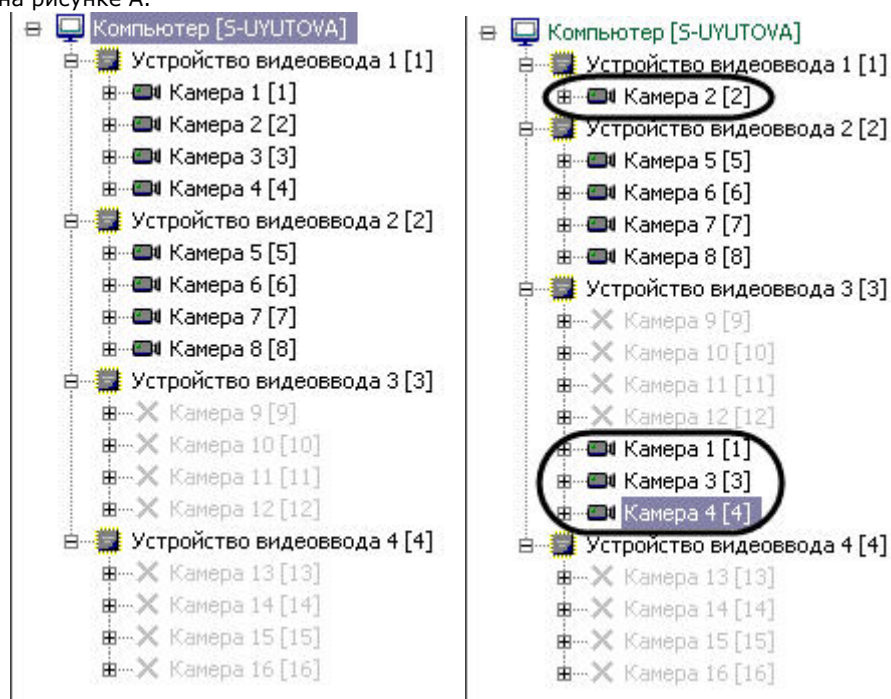 на рисунке А.
Компьютер [S-UYUTOVA]
Устройство видеоввода 1 [1]
Камера 1 [1]
Камера 2 [2]
Камера 3 [3]
Камера 4 [4]
Устройство видеоввода 2 [2]
Камера 5 [5]
Камера 6 [6]
Камера 7 [7]
Камера 8 [8]
Устройство видеоввода 3 [3]
Камера 9 [9]
Камера 10 [10]
Камера 11 [11]
Камера 12 [12]
Устройство видеоввода 4 [4]
Камера 13 [13]
Камера 14 [14]
Камера 15 [15]
Камера 16 [16]
Компьютер [S-UYUTOVA]
Устройство видеоввода 1 [1]
Камера 2 [2]
Устройство видеоввода 2 [2]
Камера 5 [5]
Камера 6 [6]
Камера 7 [7]
Камера 8 [8]
Устройство видеоввода 3 [3]
Камера 9 [9]
Камера 10 [10]
Камера 11 [11]
Камера 12 [12]
Камера 1 [1]
Камера 3 [3]
Камера 4 [4]
Устройство видеоввода 4 [4]
Камера 13 [13]
Камера 14 [14]
Камера 15 [15]
Камера 16 [16]